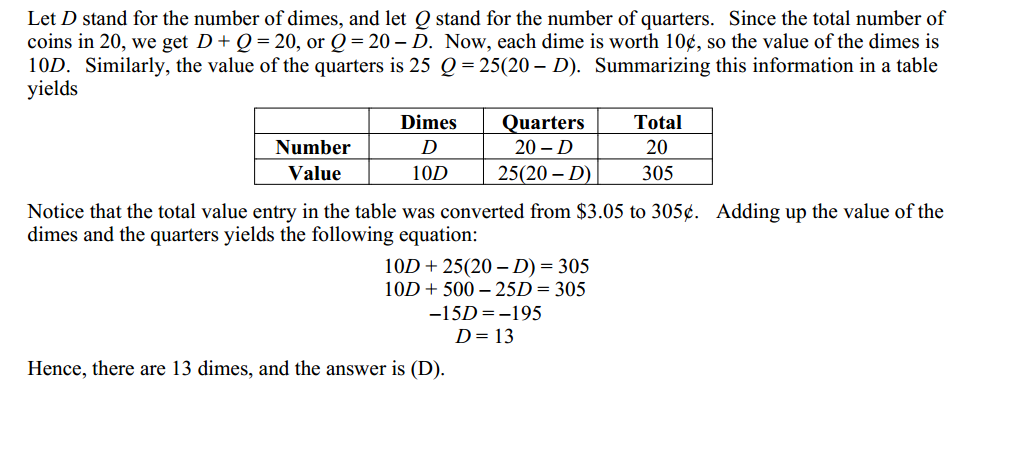 Let D stand for the number of dimes, and let Q stand for the number of quarters. Since the total number of
coins in 20, we get D + Q = 20, or Q = 20 – D. Now, each dime is worth 10¢, so the value of the dimes is
10D. Similarly, the value of the quarters is 25 Q = 25(20 – D). Summarizing this information in a table
yields
Dimes Quarters Total
Number D 20 – D 20
Value 10D 25(20 – D) 305
Notice that the total value entry in the table was converted from $3.05 to 305¢. Adding up the value of the
dimes and the quarters yields the following equation:
10D + 25(20 – D) = 305
10D + 500 – 25D = 305
–15D = –195
D = 13
Hence, there are 13 dimes, and the answer is (D).